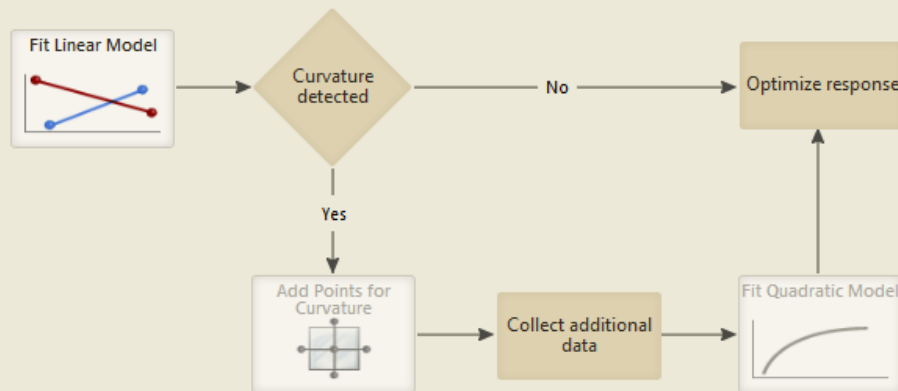 Fit Linear Model
Curvature
detected
No
Optimize response
Yes
Add Points for
Curvature
Collect additional
data
Fit Quadratic Model